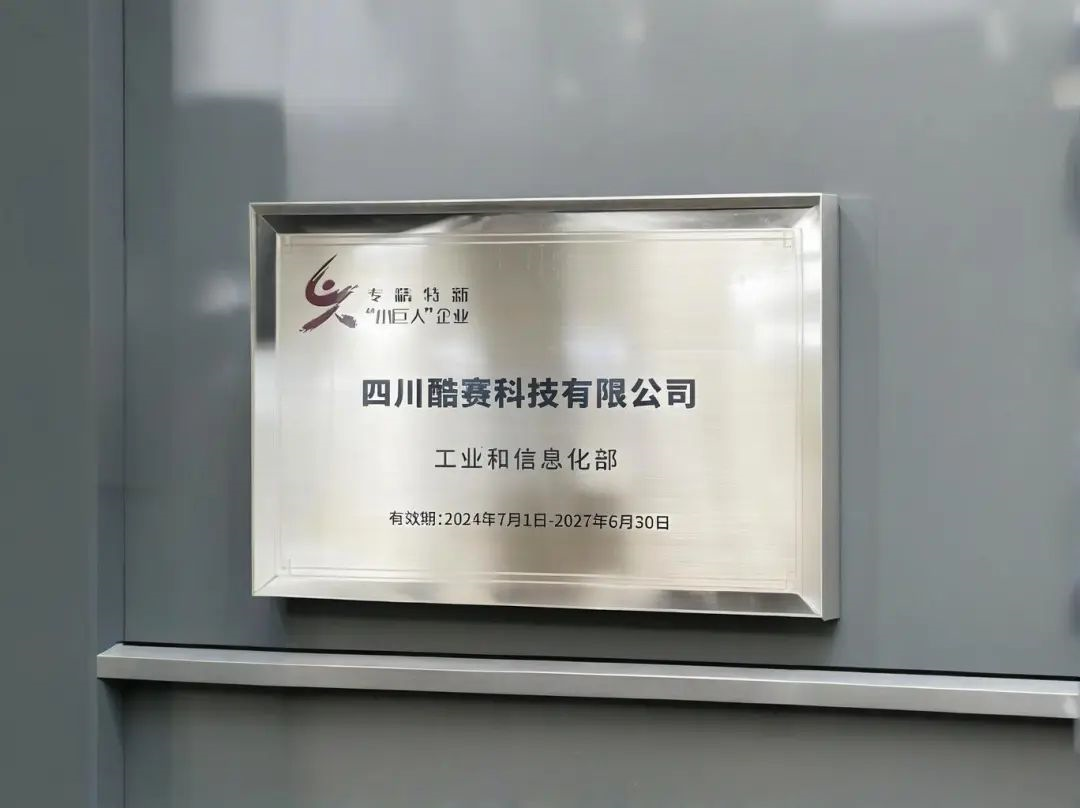 专精特新
“小巨人”企业
四川酷赛科技有限公司
工业和信息化部
有效期:2024年7月1日-2027年6月30日